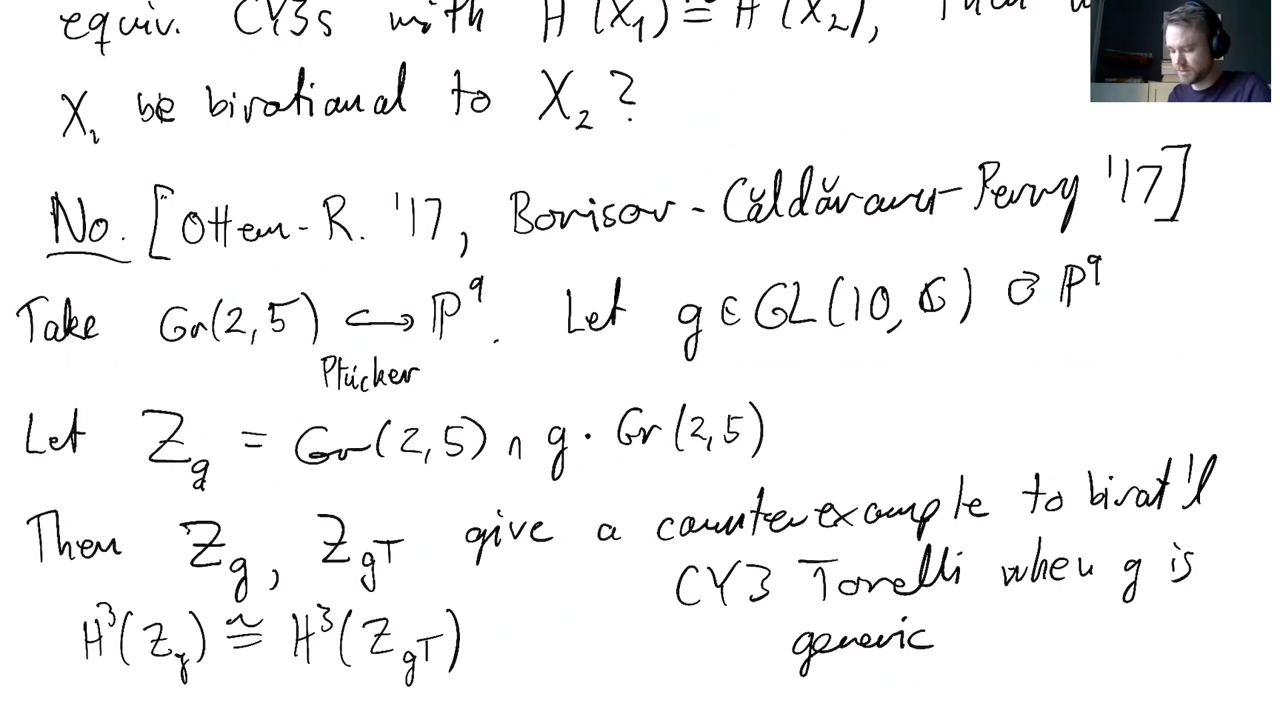 equiv. CY3s with H (X₁) ≅ H (X₂),
X₁ be birational to X₂?
No. [Ottem-R. '17, Borisov-Căldăraru-Perry '17]
Take Gr(2,5) ↪ ℙ⁹. Let g ∈ GL(10, ℂ) ↻ ℙ⁹
Plücker
Let Z_g = Gr(2,5) ∩ g · Gr(2,5)
Then Z_g, Z_gT give a counterexample to birat'l
CY3 Torelli when g is
generic
H³(Z_g) ≅ H³(Z_gT)